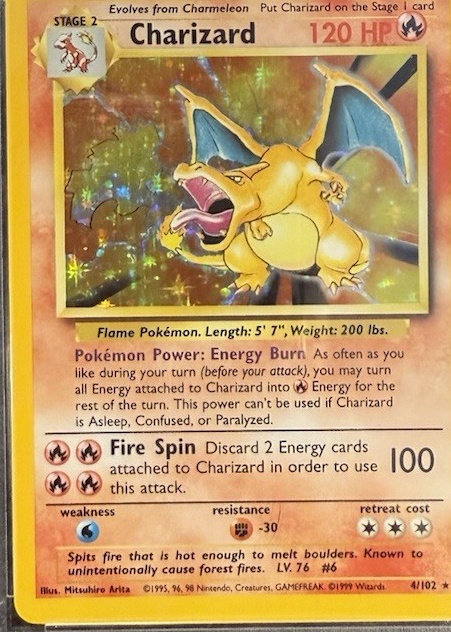 Evolves from Charmeleon Put Charizard on the Stage 1 card
STAGE 2
Charizard 120 HP
Flame Pokémon. Length: 5' 7", Weight: 200 lbs.
Pokémon Power: Energy Burn As often as you
like during your turn (before your attack), you may turn
all Energy attached to Charizard into Energy for the
rest of the turn. This power can't be used if Charizard
is Asleep, Confused, or Paralyzed.
Fire Spin Discard 2 Energy cards
attached to Charizard in order to use 100
this attack.
weakness resistance retreat cost
-30
Spits fire that is hot enough to melt boulders. Known to
unintentionally cause forest fires. LV. 76 #6
Illus. Mitsuhiro Arita ©1995, 96, 98 Nintendo, Creatures, GAMEFREAK. ©1999 Wizards. 4/102 ★